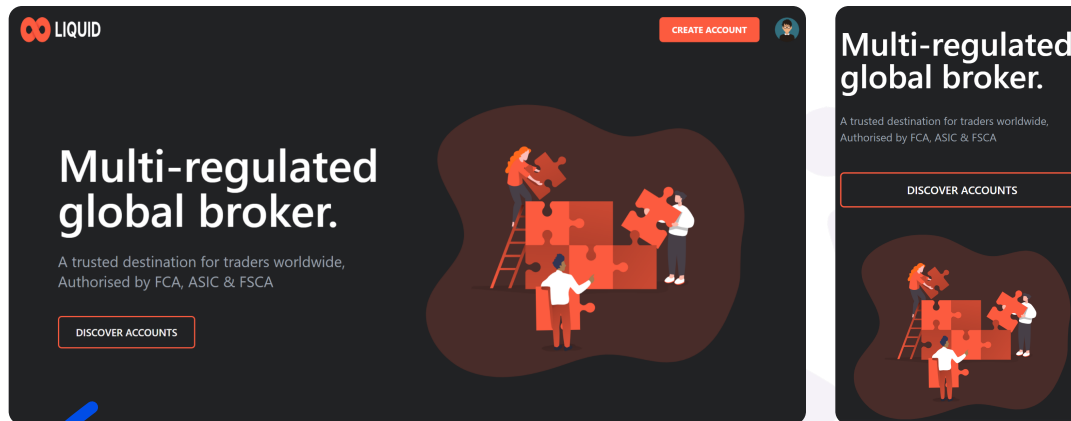 LIQUID
CREATE ACCOUNT
Multi-regulated
global broker.
A trusted destination for traders worldwide,
Authorised by FCA, ASIC & FSCA
DISCOVER ACCOUNTS
Multi-regulated
global broker.
A trusted destination for traders worldwide,
Authorised by FCA, ASIC & FSCA
DISCOVER ACCOUNTS